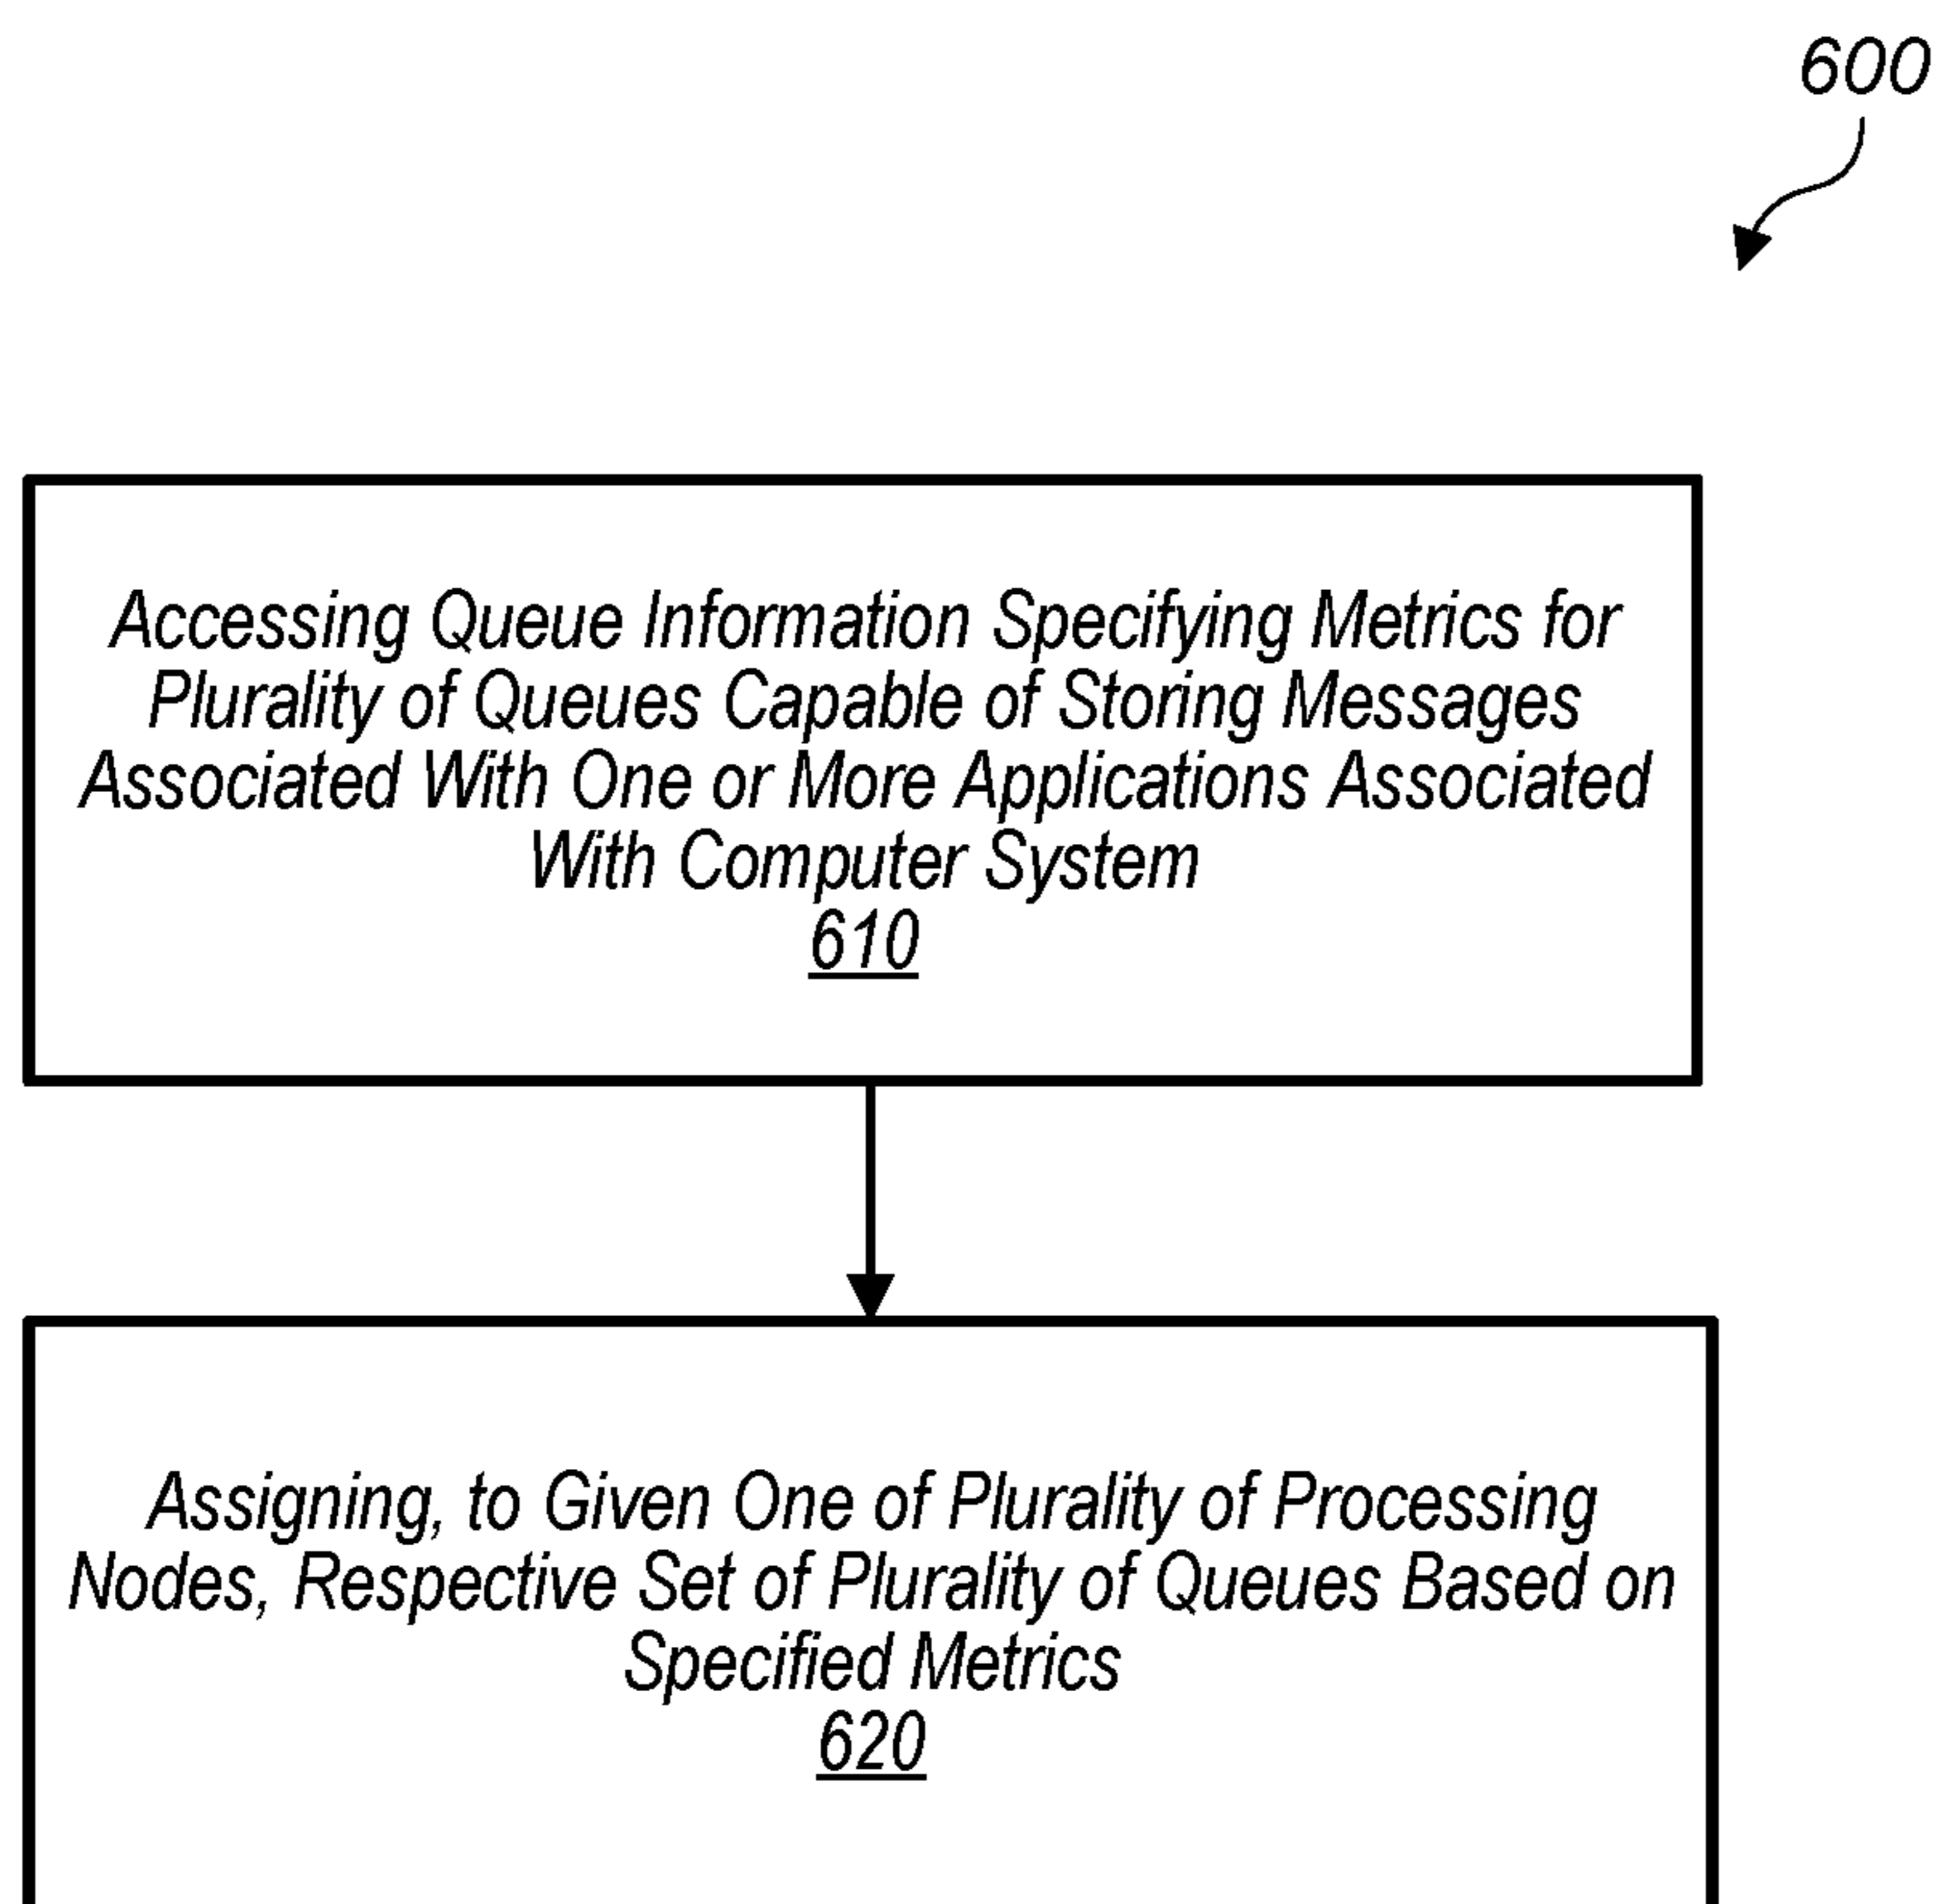 600
Accessing Queue Information Specifying Metrics for
Plurality of Queues Capable of Storing Messages
Associated With One or More Applications Associated
With Computer System
610
Assigning, to Given One of Plurality of Processing
Nodes, Respective Set of Plurality of Queues Based on
Specified Metrics
620